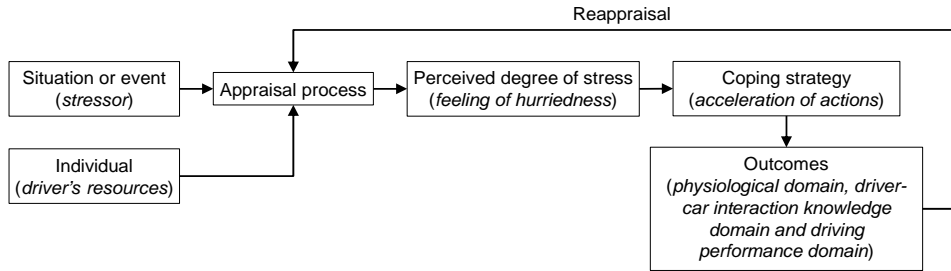 Reappraisal
Situation or event
(stressor)
Appraisal process
Perceived degree of stress
(feeling of hurriedness)
Coping strategy
(acceleration of actions)
Individual
(driver's resources)
Outcomes
(physiological domain, driver-
car interaction knowledge
domain and driving
performance domain)